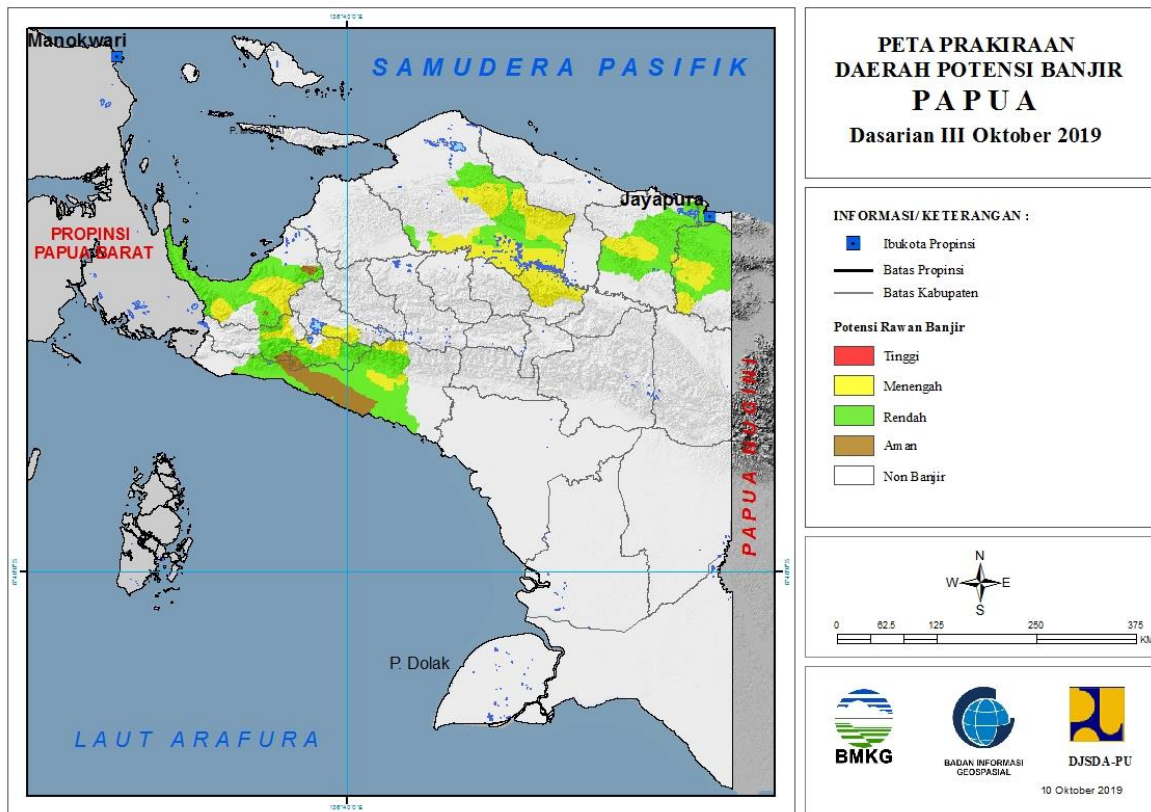 PETA PRAKIRAAN
DAERAH POTENSI BANJIR
PAPUA
Dasarian III Oktober 2019
Manokwari
SAMUDERA PASIFIK
Jayapura
PROPINSI
PAPUA BARAT
PAPUA NUGINI
P. Dolak
LAUT ARAFURA
INFORMASI/ KETERANGAN :
Ibukota Propinsi
Batas Propinsi
Batas Kabupaten
Potensi Rawan Banjir
Tinggi
Menengah
Rendah
Aman
Non Banjir
N
W E
S
0 62.5 125 250 375
KM
BMKG
BADAN INFORMASI
GEOSPASIAL
DJSDA-PU
10 Oktober 2019